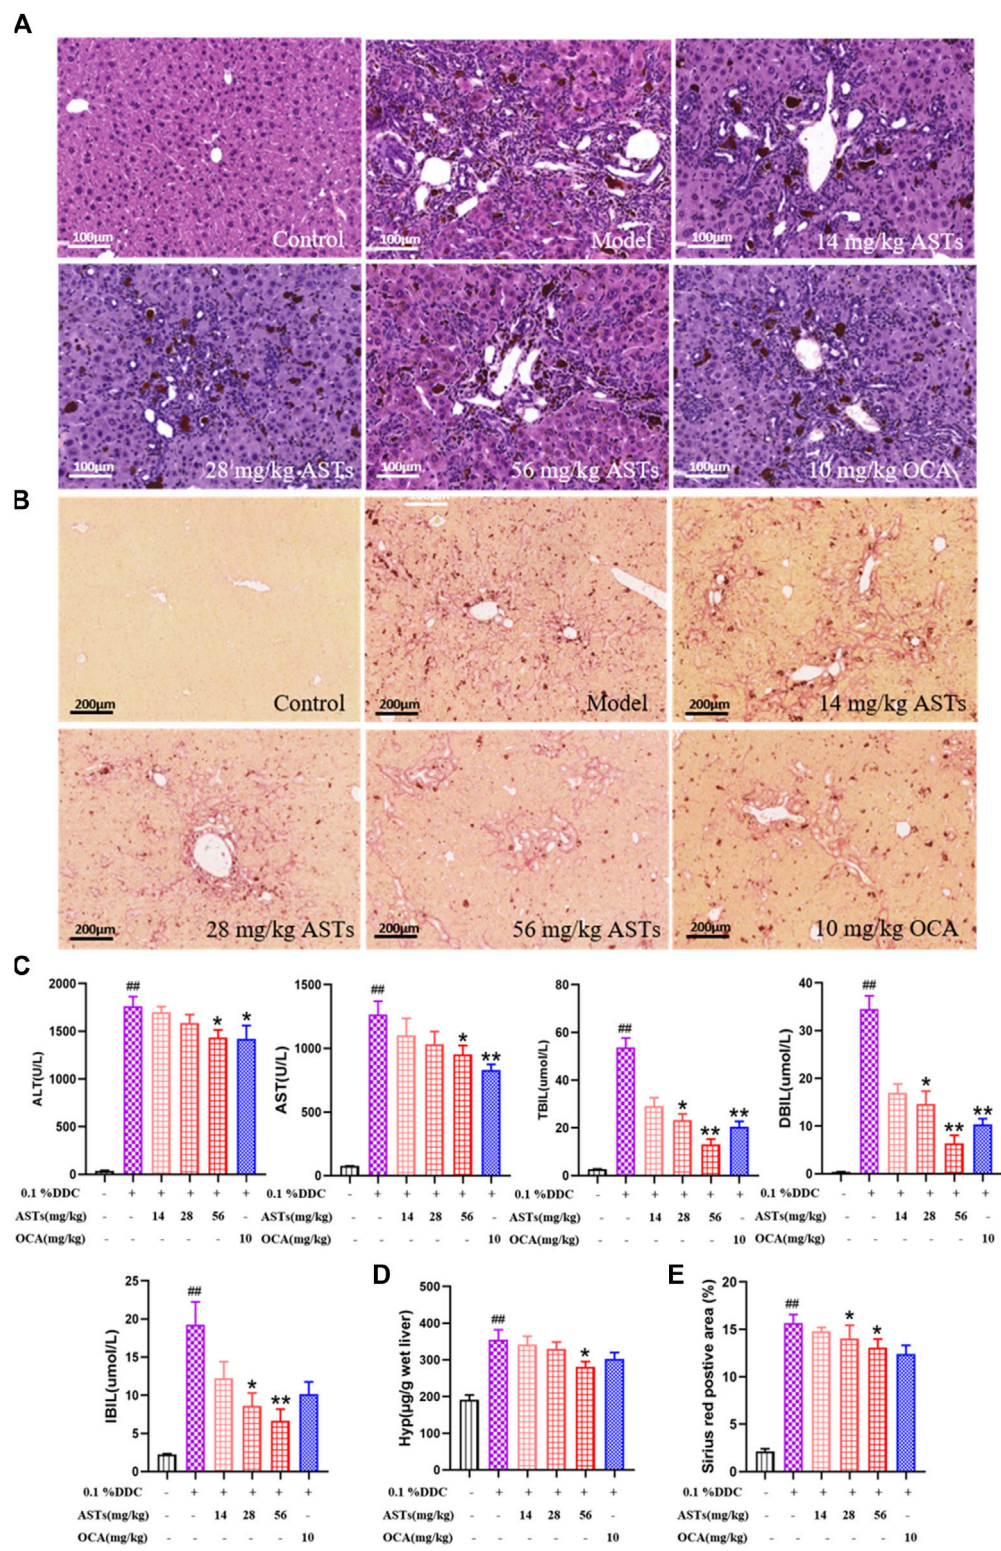 A
Control
100μm
Model
100μm
14 mg/kg ASTs
100μm
28 mg/kg ASTs
100μm
56 mg/kg ASTs
100μm
10 mg/kg OCA
100μm
B
Control
200μm
Model
200μm
14 mg/kg ASTs
200μm
28 mg/kg ASTs
200μm
56 mg/kg ASTs
200μm
10 mg/kg OCA
200μm
C
ALT(U/L)
2000
1500
1000
500
0
##
*
*
0.1 %DDC - + + + + +
ASTs(mg/kg) - - 14 28 56 -
OCA(mg/kg) - - - - - 10
AST(U/L)
1500
1000
500
0
##
*
**
0.1 %DDC - + + + + +
ASTs(mg/kg) - - 14 28 56 -
OCA(mg/kg) - - - - - 10
TBIL(umol/L)
80
60
40
20
0
##
*
**
**
0.1 %DDC - + + + + +
ASTs(mg/kg) - - 14 28 56 -
OCA(mg/kg) - - - - - 10
DBIL(umol/L)
40
30
20
10
0
##
*
**
**
0.1 %DDC - + + + + +
ASTs(mg/kg) - - 14 28 56 -
OCA(mg/kg) - - - - - 10
IBIL(umol/L)
25
20
15
10
5
0
##
*
**
0.1 %DDC - + + + + +
ASTs(mg/kg) - - 14 28 56 -
OCA(mg/kg) - - - - - 10
D
Hyp(μg/g wet liver)
500
400
300
200
100
0
##
*
0.1 %DDC - + + + + +
ASTs(mg/kg) - - 14 28 56 -
OCA(mg/kg) - - - - - 10
E
Sirius red postive area (%)
20
15
10
5
0
##
*
*
0.1 %DDC - + + + + +
ASTs(mg/kg) - - 14 28 56 -
OCA(mg/kg) - - - - - 10